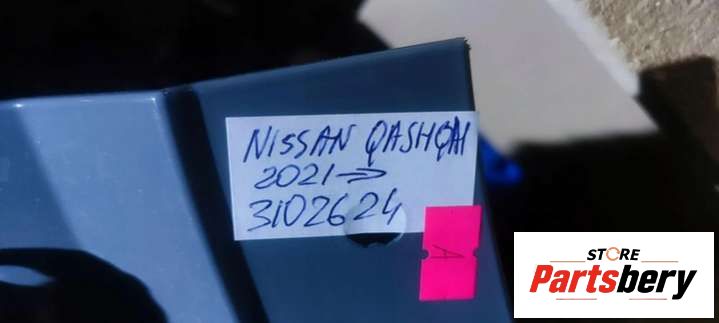 NISSAN QASHQAI
2021→
3102624
A
STORE
Partsbery